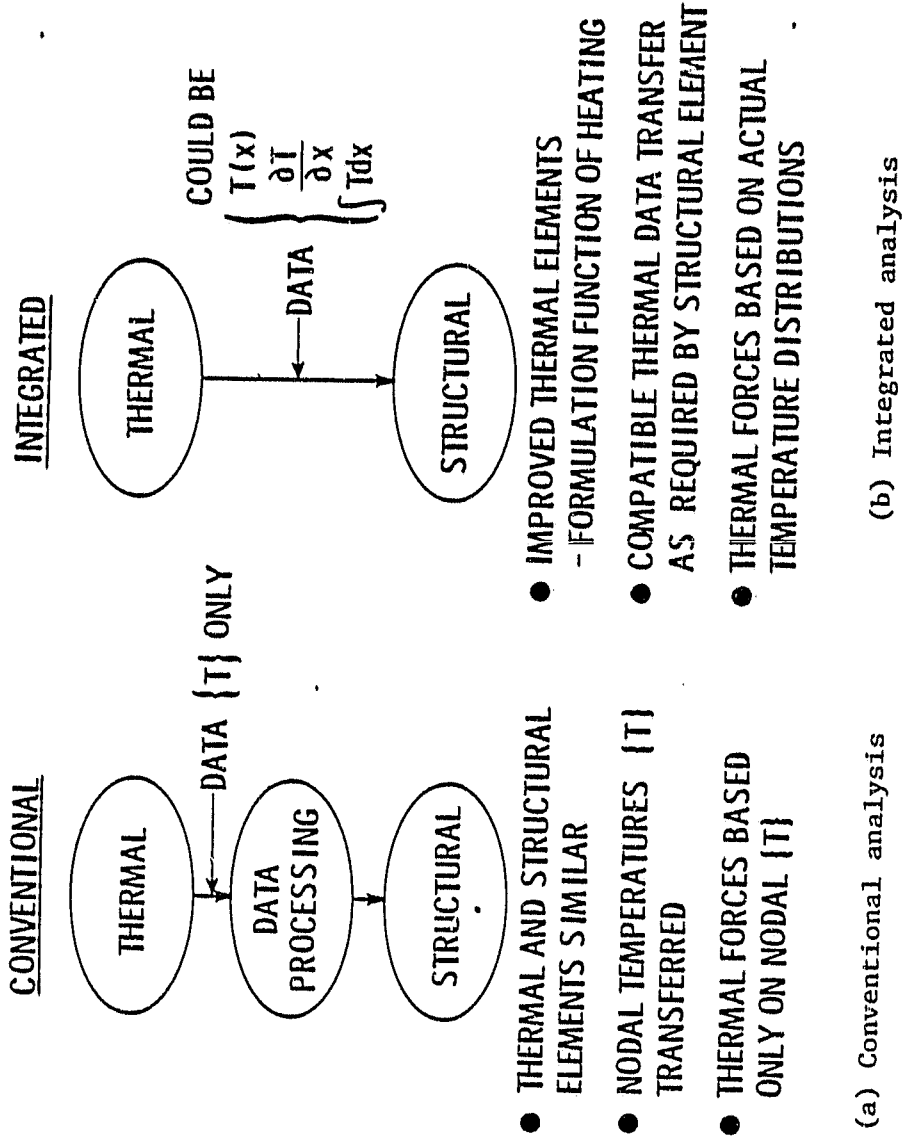 CONVENTIONAL
THERMAL
DATA {T} ONLY
DATA
PROCESSING
STRUCTURAL
● THERMAL AND STRUCTURAL
ELEMENTS SIMILAR
● NODAL TEMPERATURES {T}
TRANSFERRED
● THERMAL FORCES BASED
ONLY ON NODAL {T}
(a) Conventional analysis
INTEGRATED
THERMAL
DATA
COULD BE
T(x)
∂T
∂x
∫Tdx
STRUCTURAL
● IMPROVED THERMAL ELEMENTS
- FORMULATION FUNCTION OF HEATING
● COMPATIBLE THERMAL DATA TRANSFER
AS REQUIRED BY STRUCTURAL ELEMENT
● THERMAL FORCES BASED ON ACTUAL
TEMPERATURE DISTRIBUTIONS
(b) Integrated analysis